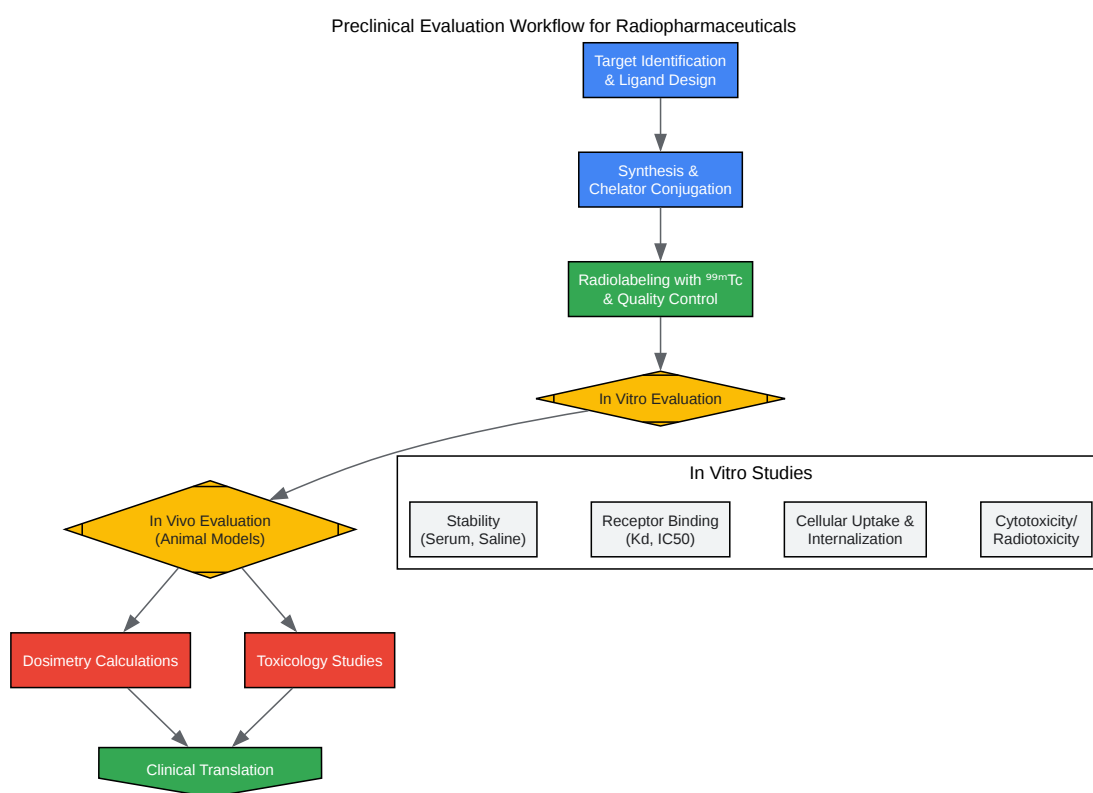 Preclinical Evaluation Workflow for Radiopharmaceuticals
Target Identification
& Ligand Design
Synthesis &
Chelator Conjugation
Radiolabeling with ⁹⁹ᵐTc
& Quality Control
In Vitro Evaluation
In Vitro Studies
Stability
(Serum, Saline)
Receptor Binding
(Kd, IC50)
Cellular Uptake &
Internalization
Cytotoxicity/
Radiotoxicity
In Vivo Evaluation
(Animal Models)
Dosimetry Calculations
Toxicology Studies
Clinical Translation